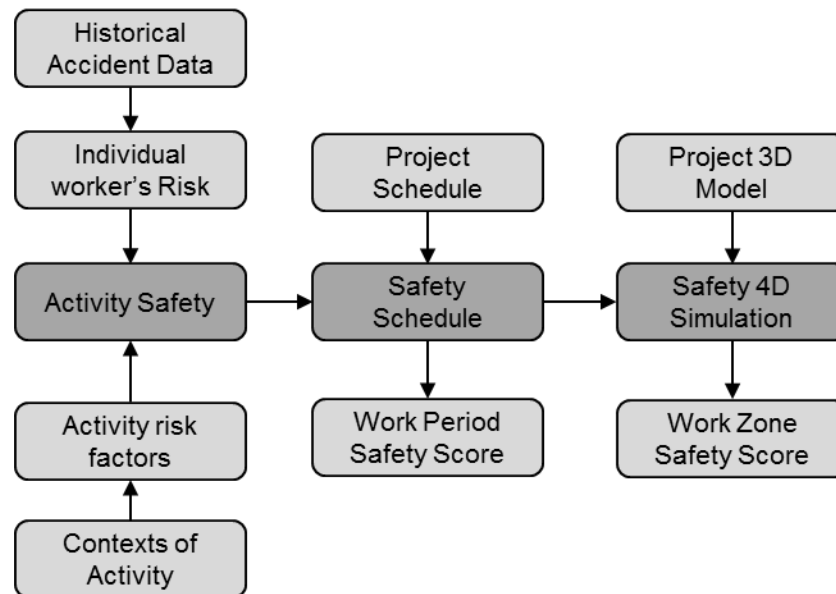 Historical
Accident Data
Individual
worker's Risk
Project
Schedule
Project 3D
Model
Activity Safety
Safety
Schedule
Safety 4D
Simulation
Activity risk
factors
Work Period
Safety Score
Work Zone
Safety Score
Contexts of
Activity